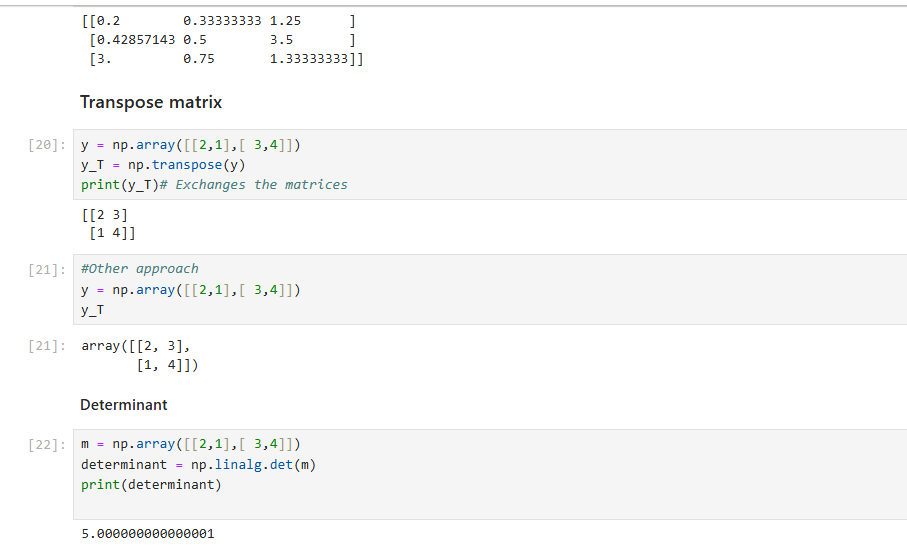 [[0.2        0.33333333 1.25      ]
 [0.42857143 0.5        3.5       ]
 [3.         0.75       1.33333333]]
Transpose matrix
[20]: y = np.array([[2,1],[ 3,4]])
y_T = np.transpose(y)
print(y_T)# Exchanges the matrices
[[2 3]
 [1 4]]
[21]: #Other approach
y = np.array([[2,1],[ 3,4]])
y_T
[21]: array([[2, 3],
       [1, 4]])
Determinant
[22]: m = np.array([[2,1],[ 3,4]])
determinant = np.linalg.det(m)
print(determinant)
5.000000000000001